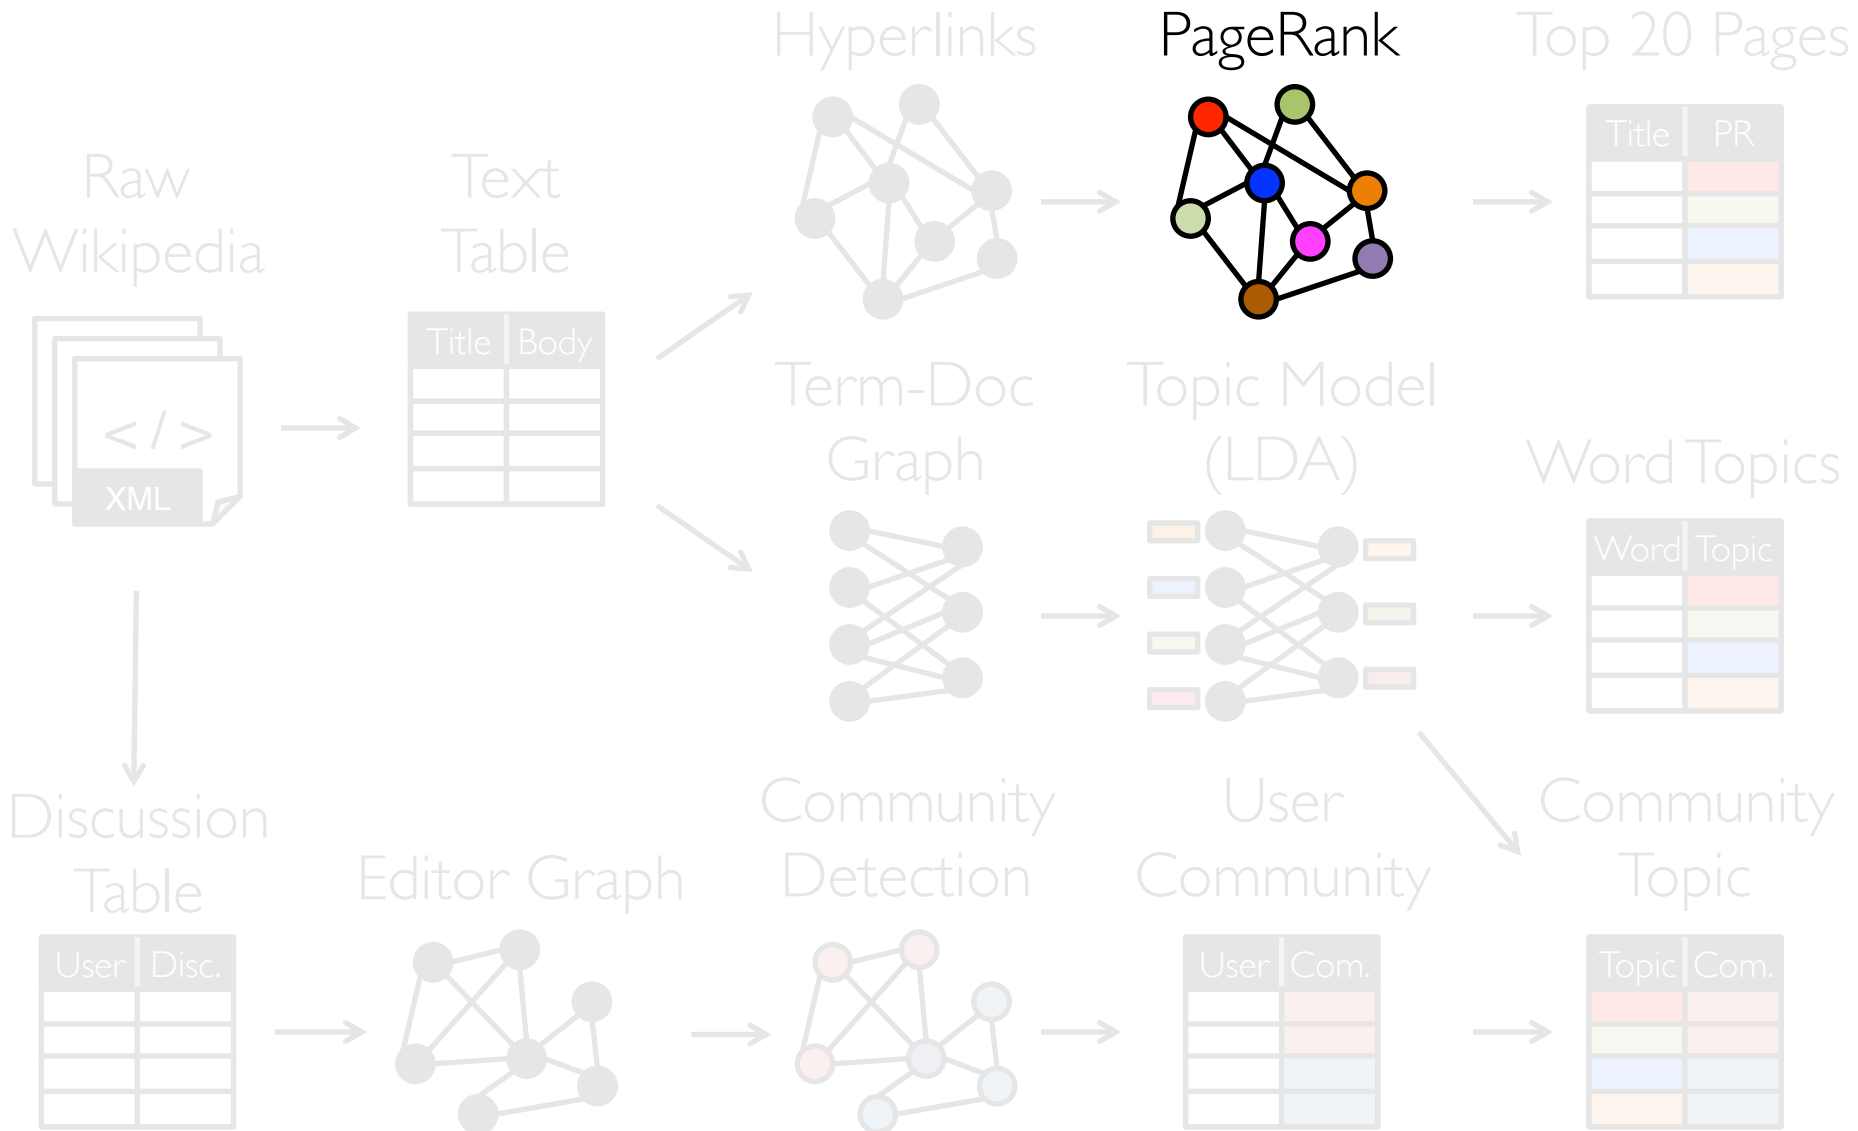 Hyperlinks
PageRank
Top 20 Pages
Title PR
Raw
Wikipedia
</>
XML
Text
Table
Title Body
Term-Doc
Graph
Topic Model
(LDA)
Word Topics
Word Topic
Discussion
Table
User Disc.
Editor Graph
Community
Detection
User
Community
User Com.
Community
Topic
Topic Com.